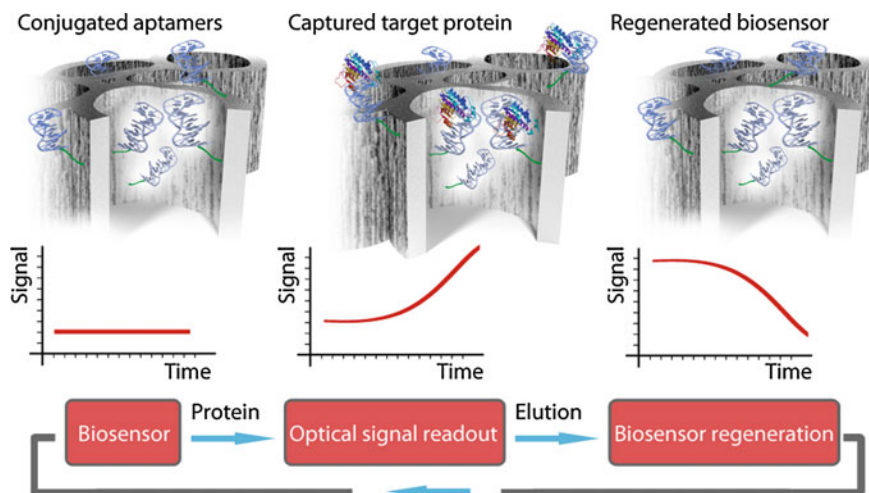 Conjugated aptamers
Captured target protein
Regenerated biosensor
Signal
Time
Signal
Time
Signal
Time
Biosensor
Protein
Optical signal readout
Elution
Biosensor regeneration